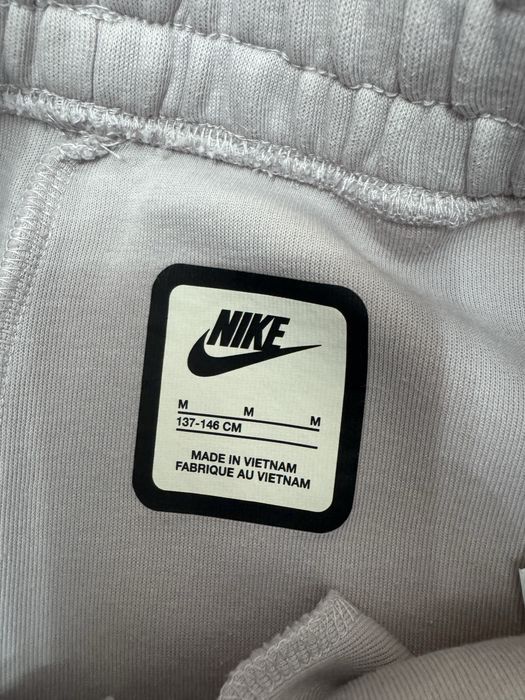 NIKE
M M M
137-146 CM
MADE IN VIETNAM
FABRIQUE AU VIETNAM